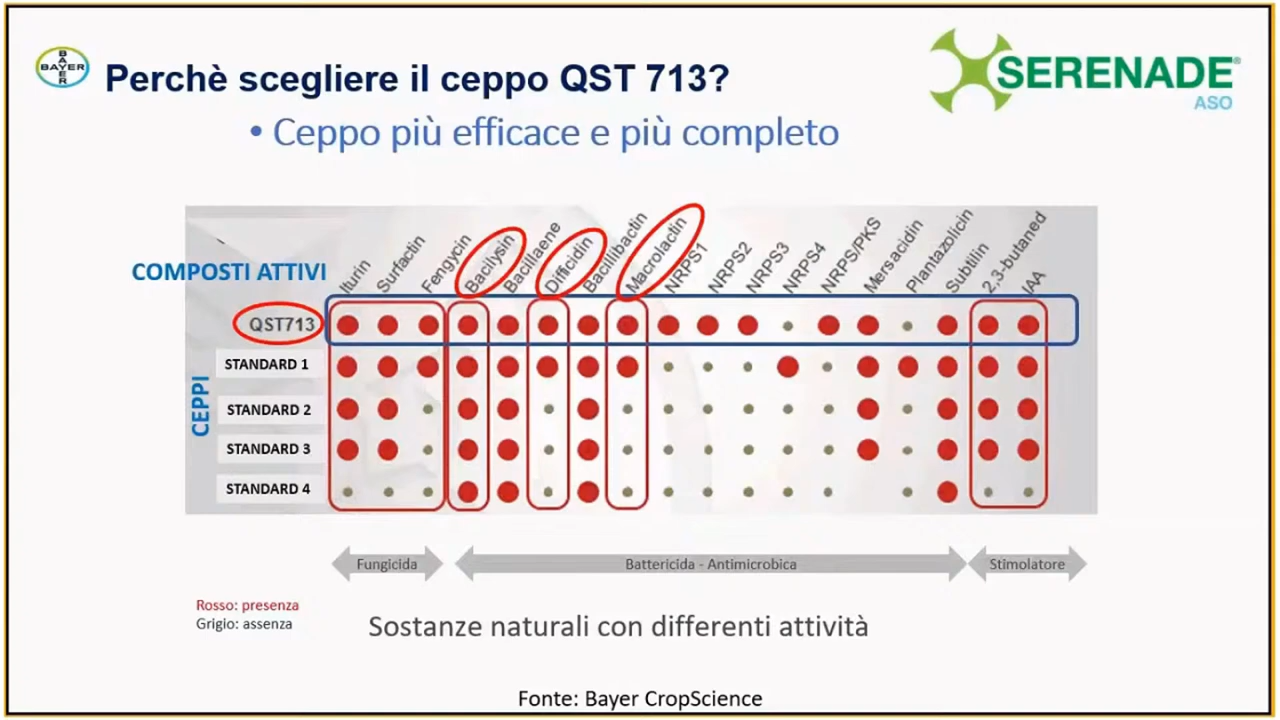 BAYER
BAYER
Perchè scegliere il ceppo QST 713?
SERENADE®
ASO
• Ceppo più efficace e più completo
COMPOSTI ATTIVI
Iturin
Surfactin
Fengycin
Bacilysin
Bacillaene
Difficidin
Bacillibactin
Macrolactin
NRPS1
NRPS2
NRPS3
NRPS4
NRPS/PKS
Mersacidin
Plantazolicin
Subtilin
2,3-butaned
IAA
CEPPI
QST713
STANDARD 1
STANDARD 2
STANDARD 3
STANDARD 4
Fungicida
Battericida - Antimicrobica
Stimolatore
Rosso: presenza
Grigio: assenza
Sostanze naturali con differenti attività
Fonte: Bayer CropScience